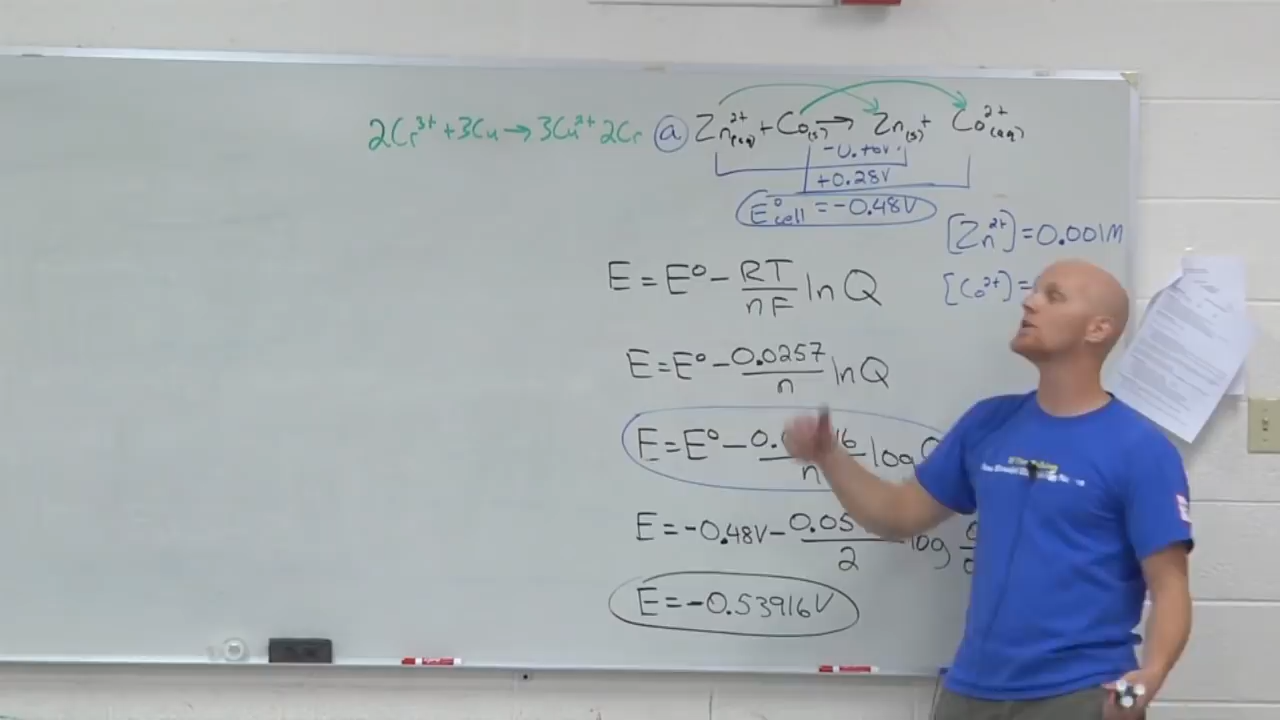 2Cr³⁺ + 3Cu → 3Cu²⁺ 2Cr
(a) Zn²⁺(aq) + Co(s) → Zn(s) + Co²⁺(aq)
+0.28V
E°cell = -0.48V
[Zn²⁺] = 0.001M
[Co²⁺] =
E = E° - RT/nF ln Q
E = E° - 0.0257/n ln Q
E = E° - 0.0 16/n log
E = -0.48V - 0.05 /2 log
E = -0.53916V